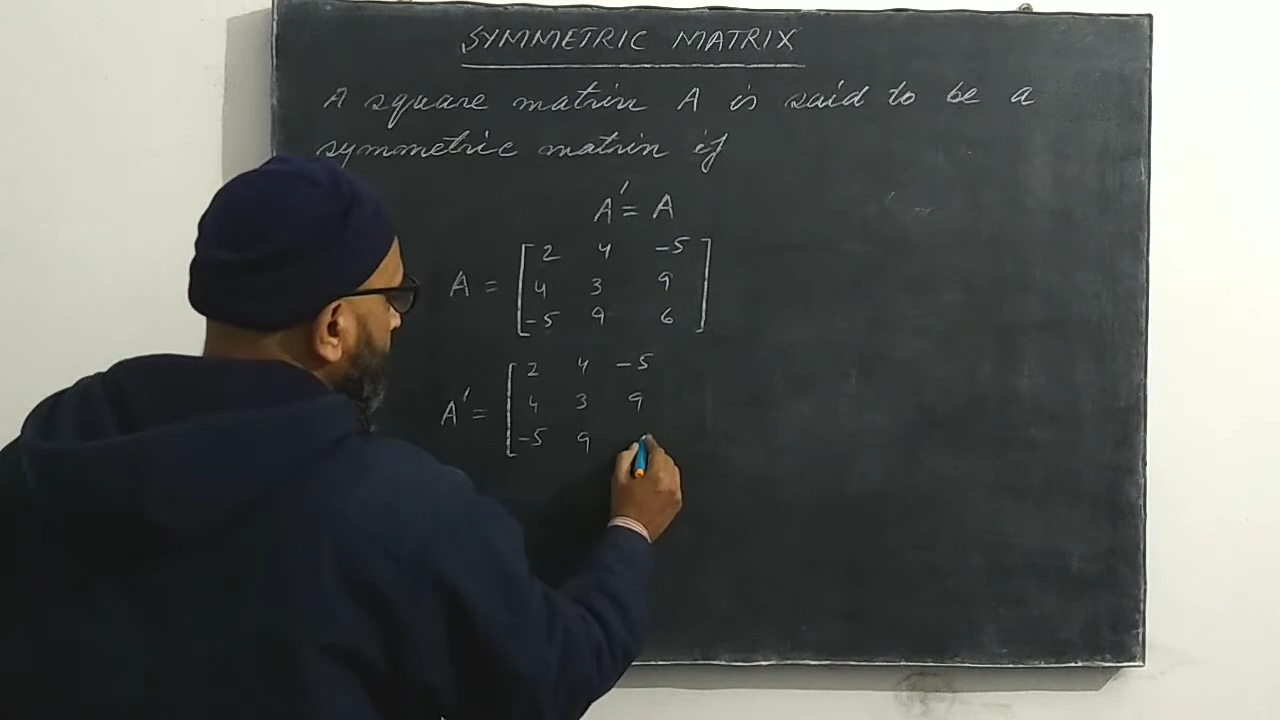 SYMMETRIC MATRIX
A square matrix A is said to be a
symmetric matrix if
A' = A
A = [ 2 4 -5
4 3 9
-5 9 6 ]
A' = [ 2 4 -5
4 3 9
-5 9